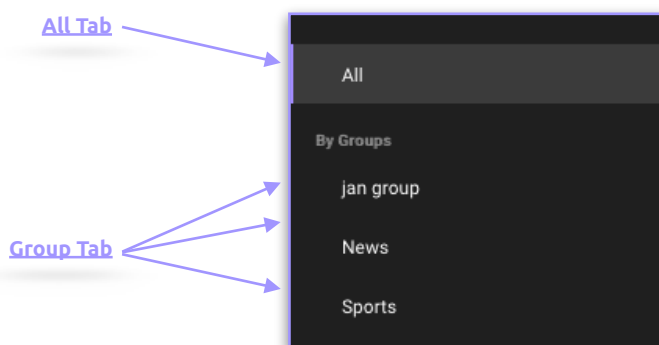 All Tab
All
By Groups
jan group
News
Group Tab
Sports